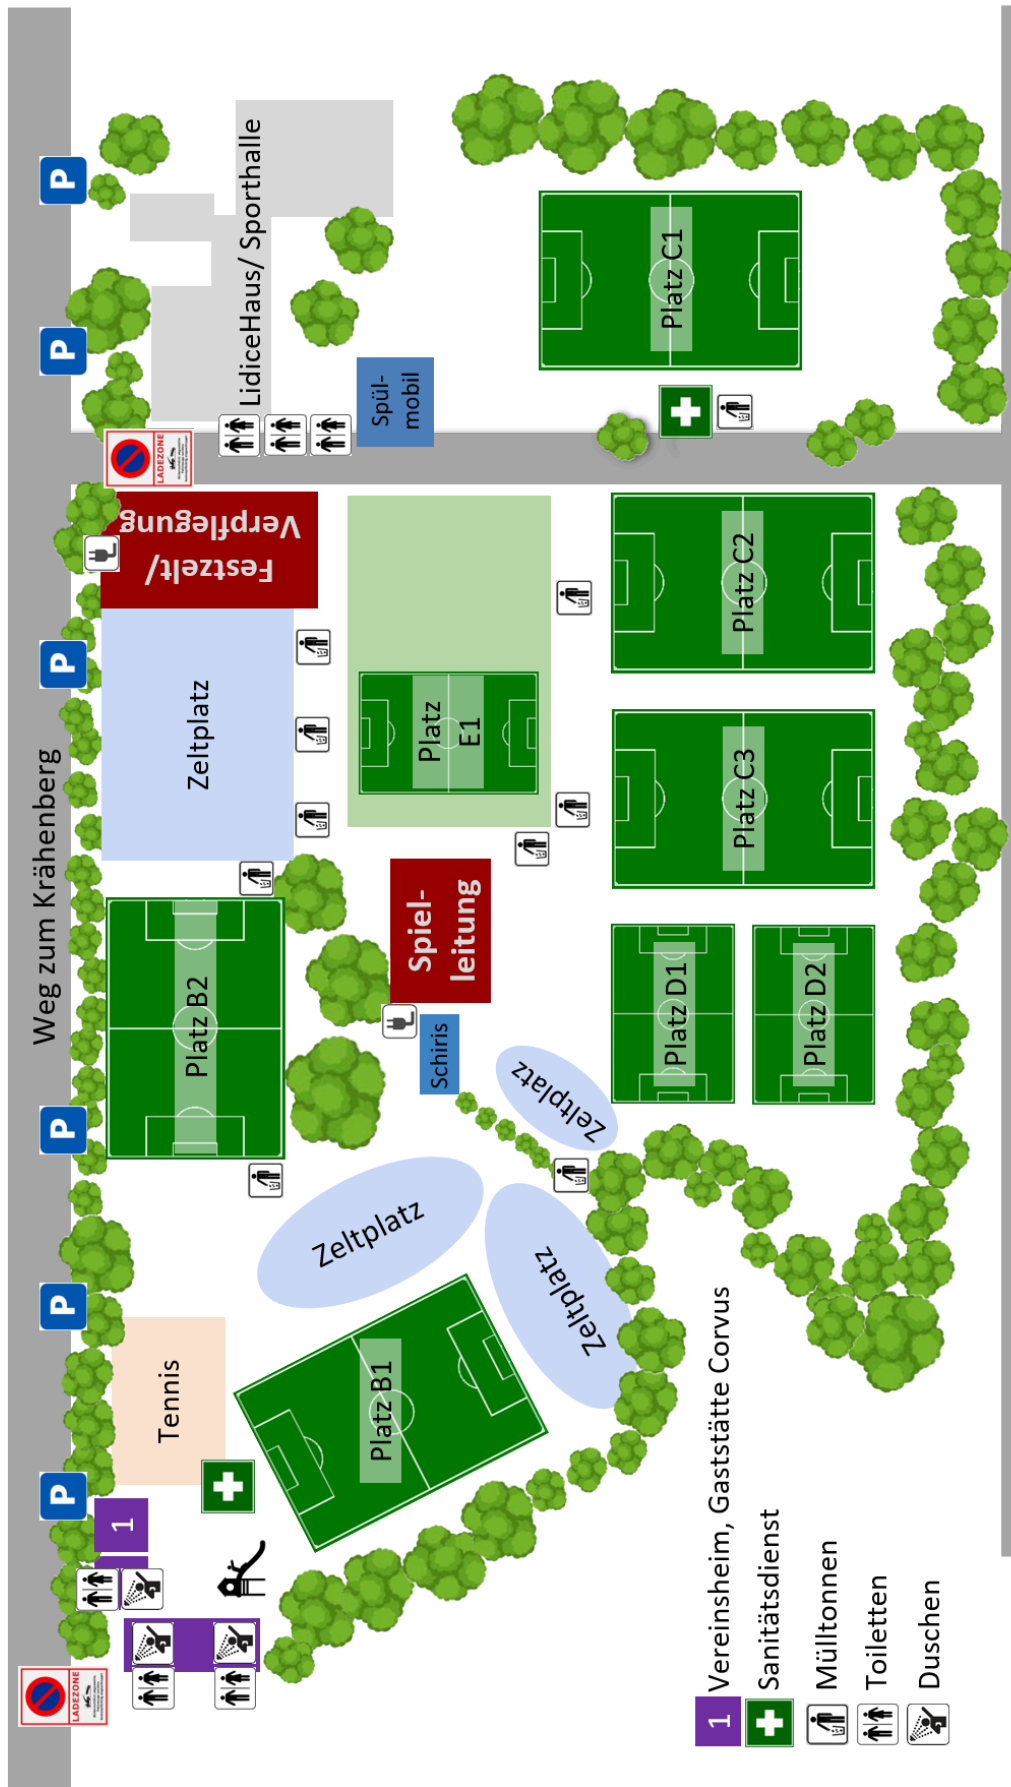 Weg zum Krähenberg
P
P
P
P
P
P
LADEZONE
LADEZONE
1
Tennis
Platz B1
Platz B2
Zeltplatz
Zeltplatz
Zeltplatz
Zeltplatz
Festzelt/
Verpflegung
LidiceHaus/ Sporthalle
Spül-
mobil
Spiel-
leitung
Schiris
Platz
E1
Platz D1
Platz D2
Platz C3
Platz C2
Platz C1
1 Vereinsheim, Gaststätte Corvus
Sanitätsdienst
Mülltonnen
Toiletten
Duschen